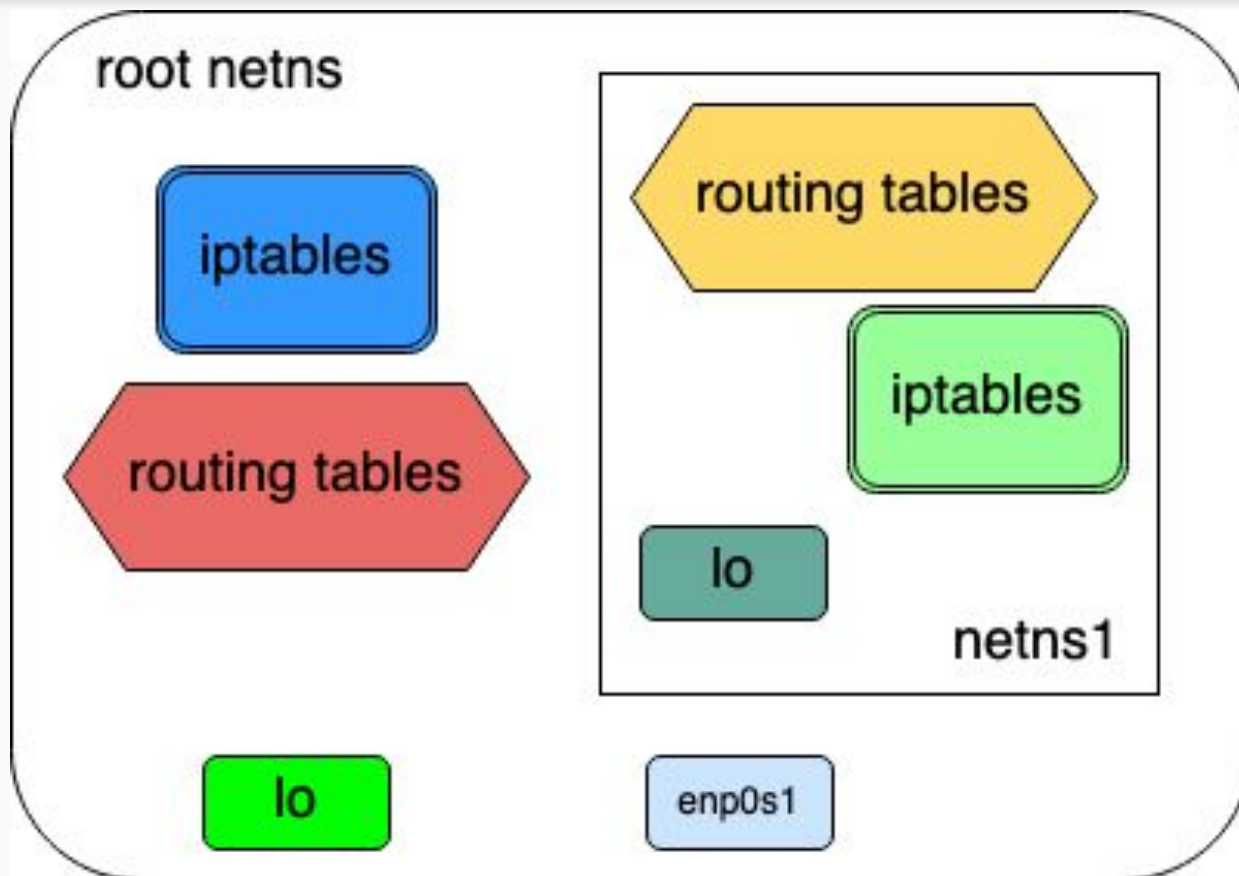 root netns
iptables
routing tables
lo
enp0s1
routing tables
iptables
lo
netns1